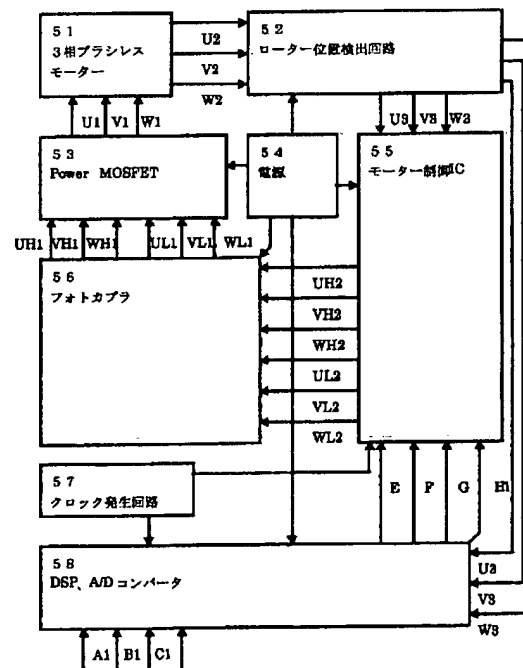 51
3相ブラシレス
モーター
U2
V2
W2
52
ローター位置検出回路
U1 V1 W1
U3 V3 W3
53
Power MOSFET
54
電源
55
モーター制御IC
UH1 VH1 WH1 UL1 VL1 WL1
56
フォトカプラ
UH2
VH2
WH2
UL2
VL2
WL2
57
クロック発生回路
E F G H1
58
DSP、A/Dコンバータ
U3
V3
W3
A1 B1 C1